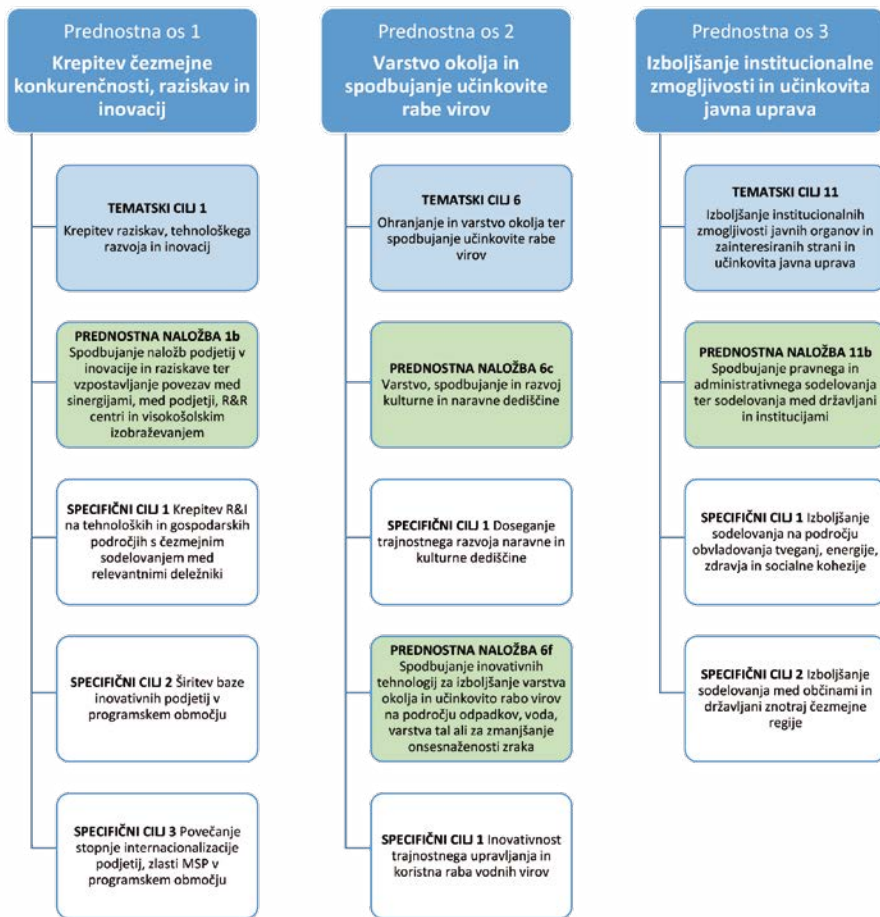 Prednostna os 1
Krepitev čezmejne
konkurenčnosti, raziskav in
inovacij
TEMATSKI CILJ 1
Krepitev raziskav, tehnološkega
razvoja in inovacij
PREDNOSTNA NALOŽBA 1b
Spodbujanje naložb podjetij v
inovacije in raziskave ter
vzpostavljanje povezav med
sinergijami, med podjetji, R&R
centri in visokošolskim
izobraževanjem
SPECIFIČNI CILJ 1 Krepitev R&I
na tehnoloških in gospodarskih
področjih s čezmejnim
sodelovanjem med
relevantnimi deležniki
SPECIFIČNI CILJ 2 Širitev baze
inovativnih podjetij v
programskem območju
SPECIFIČNI CILJ 3 Povečanje
stopnje internacionalizacije
podjetij, zlasti MSP v
programskem območju
Prednostna os 2
Varstvo okolja in
spodbujanje učinkovite
rabe virov
TEMATSKI CILJ 6
Ohranjanje in varstvo okolja ter
spodbujanje učinkovite rabe
virov
PREDNOSTNA NALOŽBA 6c
Varstvo, spodbujanje in razvoj
kulturne in naravne dediščine
SPECIFIČNI CILJ 1 Doseganje
trajnostnega razvoja naravne in
kulturne dediščine
PREDNOSTNA NALOŽBA 6f
Spodbujanje inovativnih
tehnologij za izboljšanje varstva
okolja in učinkovito rabo virov
na področju odpadkov, voda,
varstva tal ali za zmanjšanje
onsesnaženosti zraka
SPECIFIČNI CILJ 1 Inovativnost
trajnostnega upravljanja in
koristna raba vodnih virov
Prednostna os 3
Izboljšanje institucionalne
zmogljivosti in učinkovita
javna uprava
TEMATSKI CILJ 11
Izboljšanje institucionalnih
zmogljivosti javnih organov in
zainteresiranih strani in
učinkovita javna uprava
PREDNOSTNA NALOŽBA 11b
Spodbujanje pravnega in
administrativnega sodelovanja
ter sodelovanja med državljani
in institucijami
SPECIFIČNI CILJ 1 Izboljšanje
sodelovanja na področju
obvladovanja tveganj, energije,
zdravja in socialne kohezije
SPECIFIČNI CILJ 2 Izboljšanje
sodelovanja med občinami in
državljani znotraj čezmejne
regije